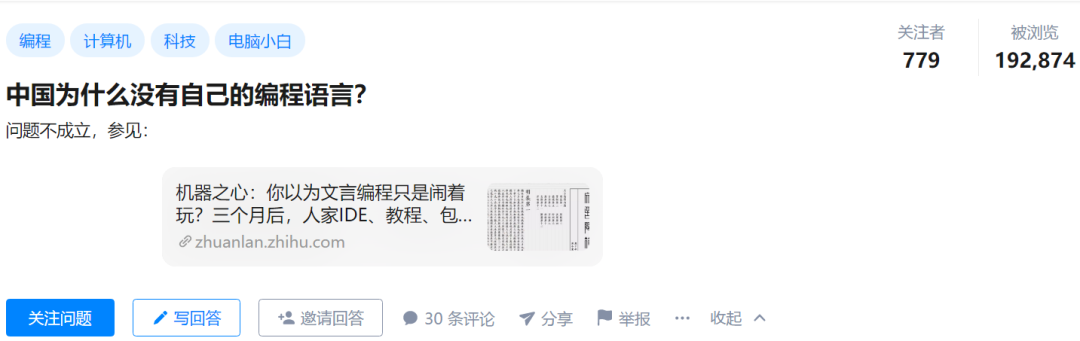 编程 计算机 科技 电脑小白
关注者 被浏览
779 192,874
中国为什么没有自己的编程语言?
问题不成立，参见：
机器之心：你以为文言编程只是闹着
玩？三个月后，人家IDE、教程、包...
zhuanlan.zhihu.com
关注问题 写回答 邀请回答 30 条评论 分享 举报 ... 收起